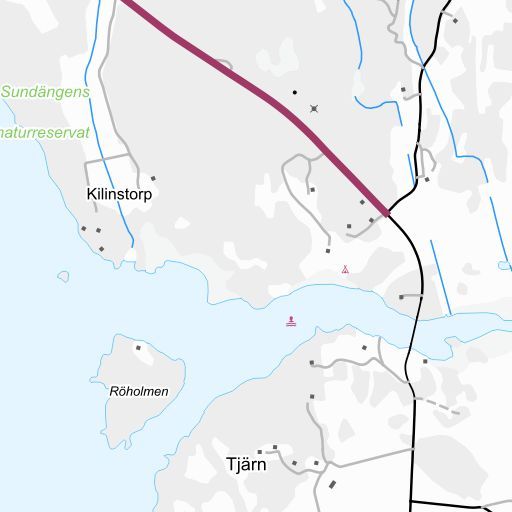 Sundängens
naturreservat
Kilinstorp
Röholmen
Tjärn